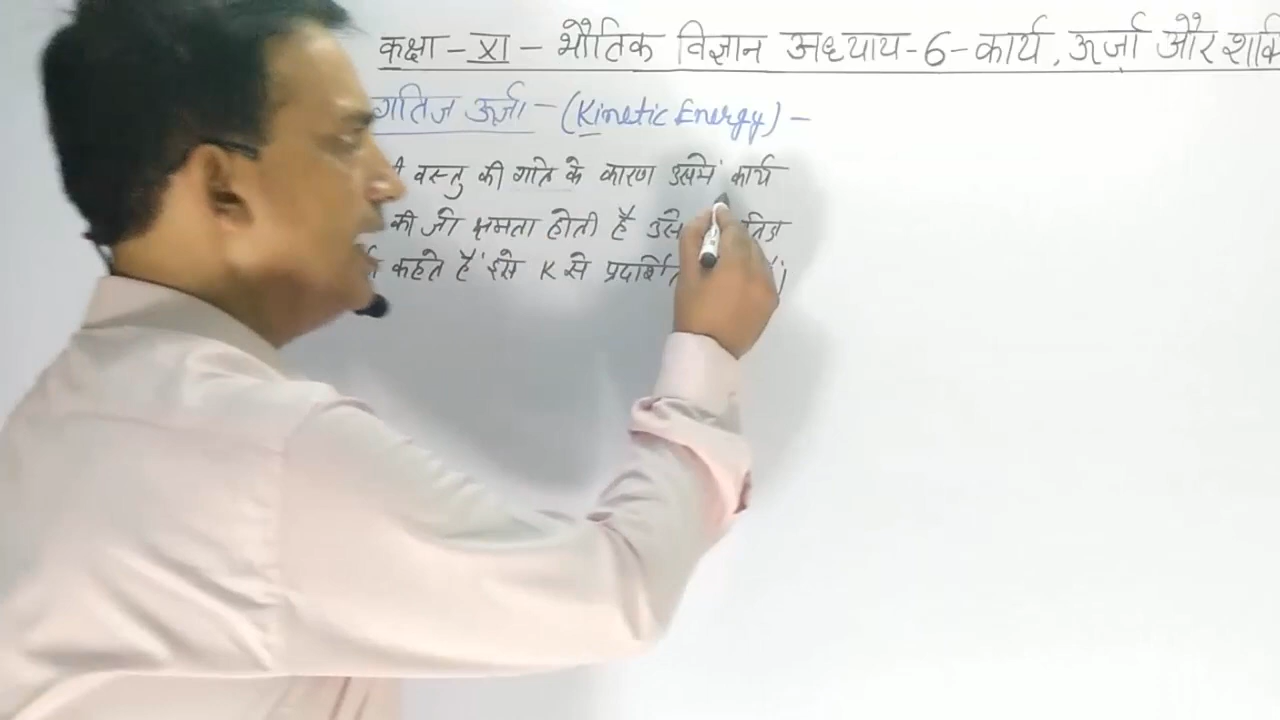 कक्षा - XI - भौतिक विज्ञान अध्याय-6-कार्य, ऊर्जा और
गतिज ऊर्जा - (Kinetic Energy) -
वस्तु की गति के कारण उसमें कार्य
की जो क्षमता होती है उसे
कहते हैं इसे K से